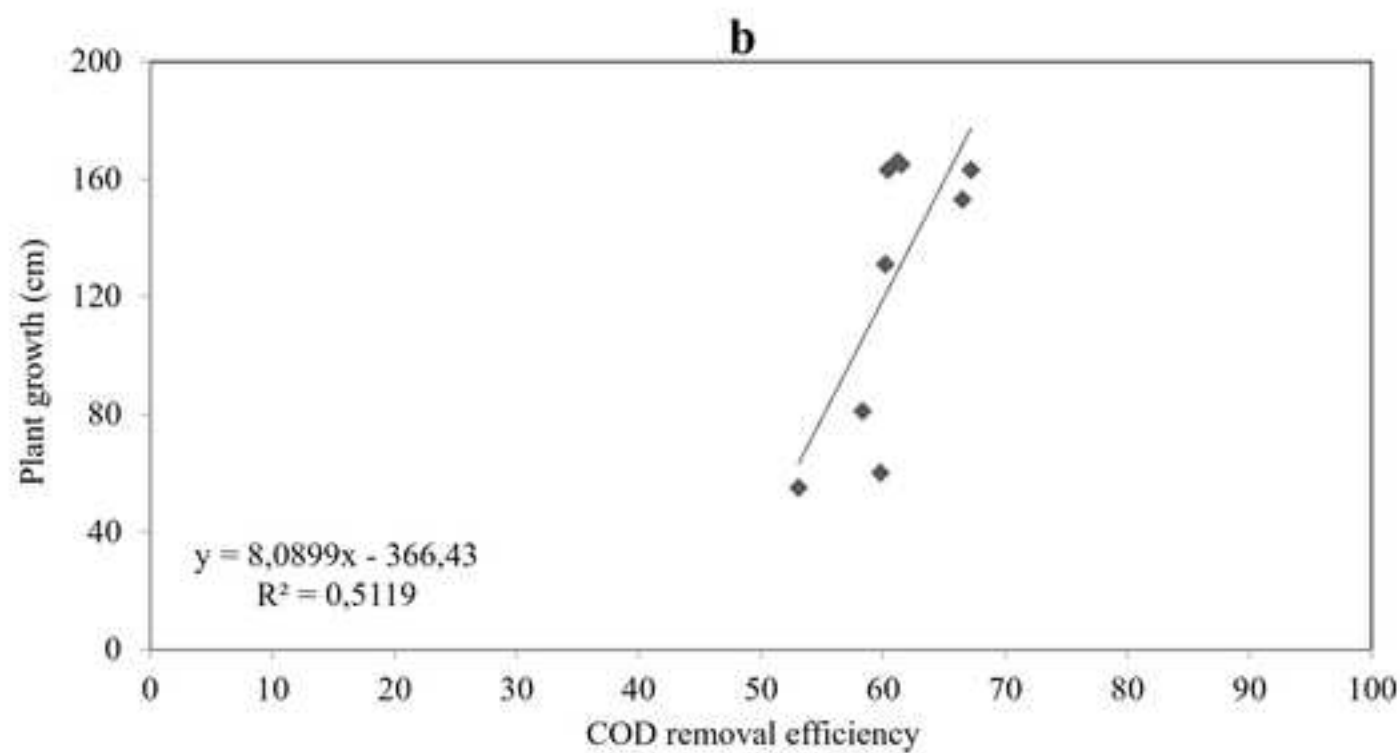 b
200
160
120
80
40
0
Plant growth (cm)
y = 8,0899x - 366,43
R² = 0,5119
0 10 20 30 40 50 60 70 80 90 100
COD removal efficiency